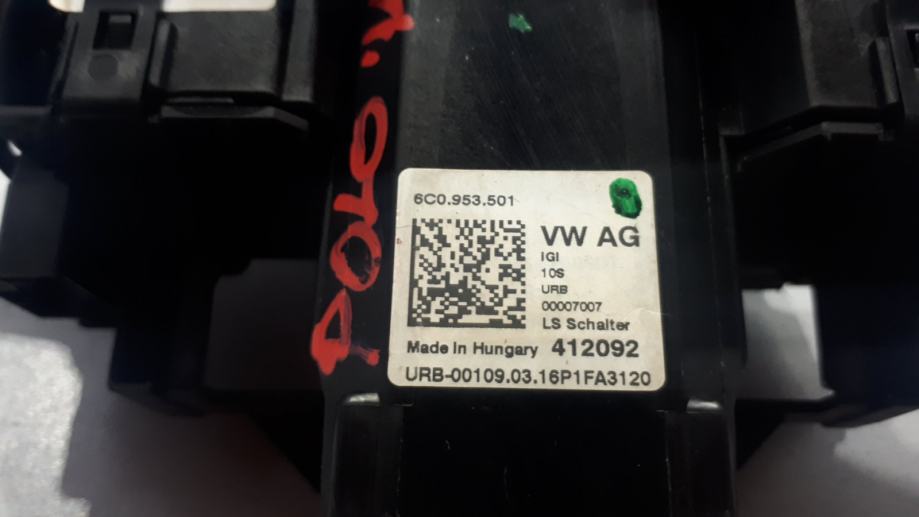 POLO
6C0.953.501
VW AG
IGI
10S
URB
00007007
LS Schalter
Made In Hungary 412092
URB-00109.03.16P1FA3120